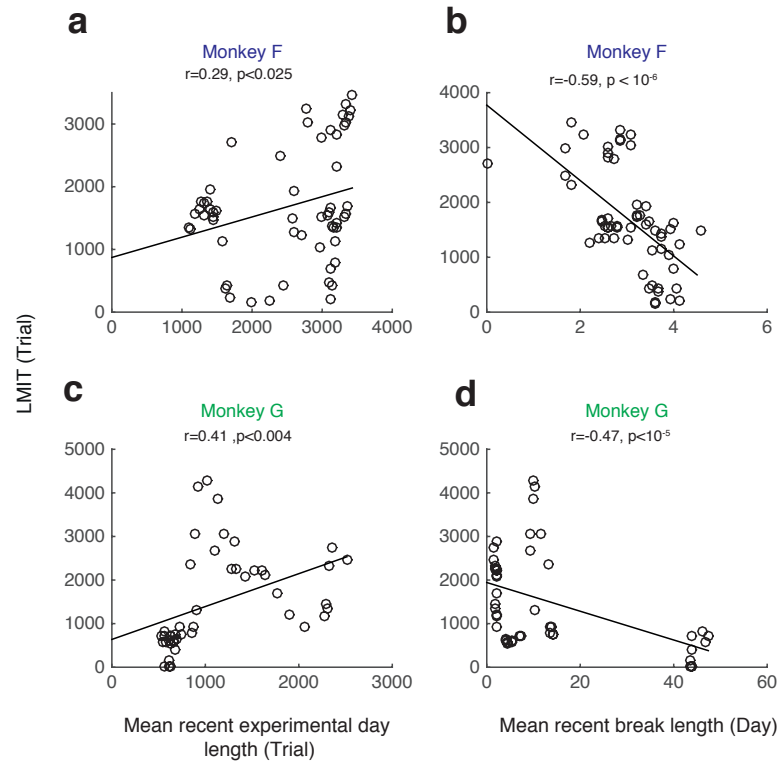 a
Monkey F
r=0.29, p<0.025
3000
2000
1000
0
0 1000 2000 3000 4000
b
Monkey F
r=-0.59, p < 10-6
4000
3000
2000
1000
0
0 2 4 6
LMIT (Trial)
c
Monkey G
r=0.41 ,p<0.004
5000
4000
3000
2000
1000
0
0 1000 2000 3000
Mean recent experimental day
length (Trial)
d
Monkey G
r=-0.47, p<10-5
5000
4000
3000
2000
1000
0
0 20 40 60
Mean recent break length (Day)